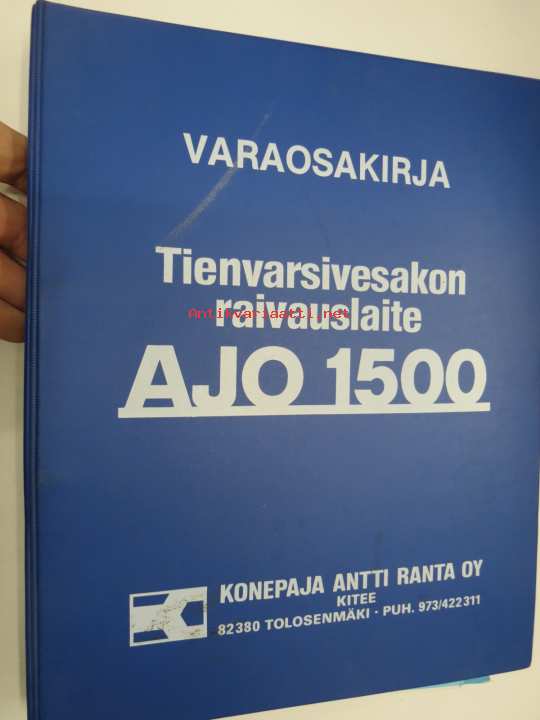 VARAOSAKIRJA
Tienvarsivesakon
Antikvariaatti.net
raivauslaite
AJO 1500
KONEPAJA ANTTI RANTA OY
KITEE
82380 TOLOSENMÄKI · PUH. 973/422311